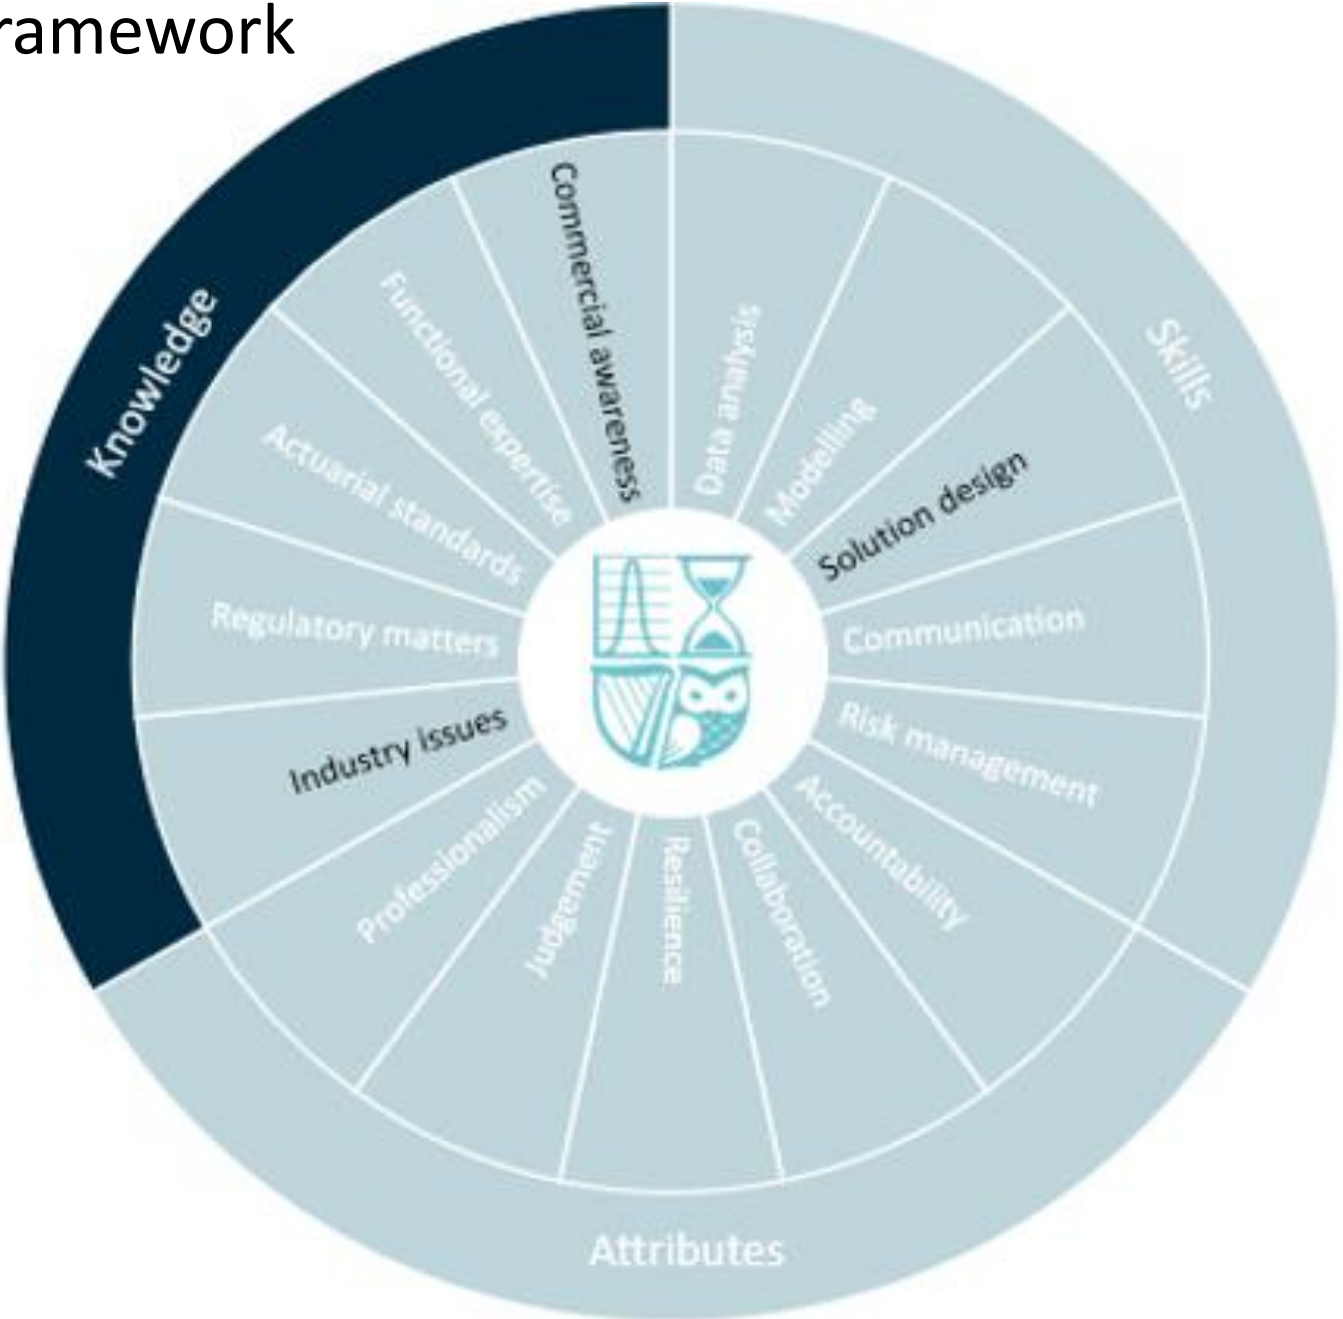 ramework
Knowledge
Skills
Attributes
Commercial awareness
Functional expertise
Actuarial standards
Regulatory matters
Industry issues
Data analysis
Modelling
Solution design
Communication
Risk management
Accountability
Collaboration
Resilience
Judgement
Professionalism